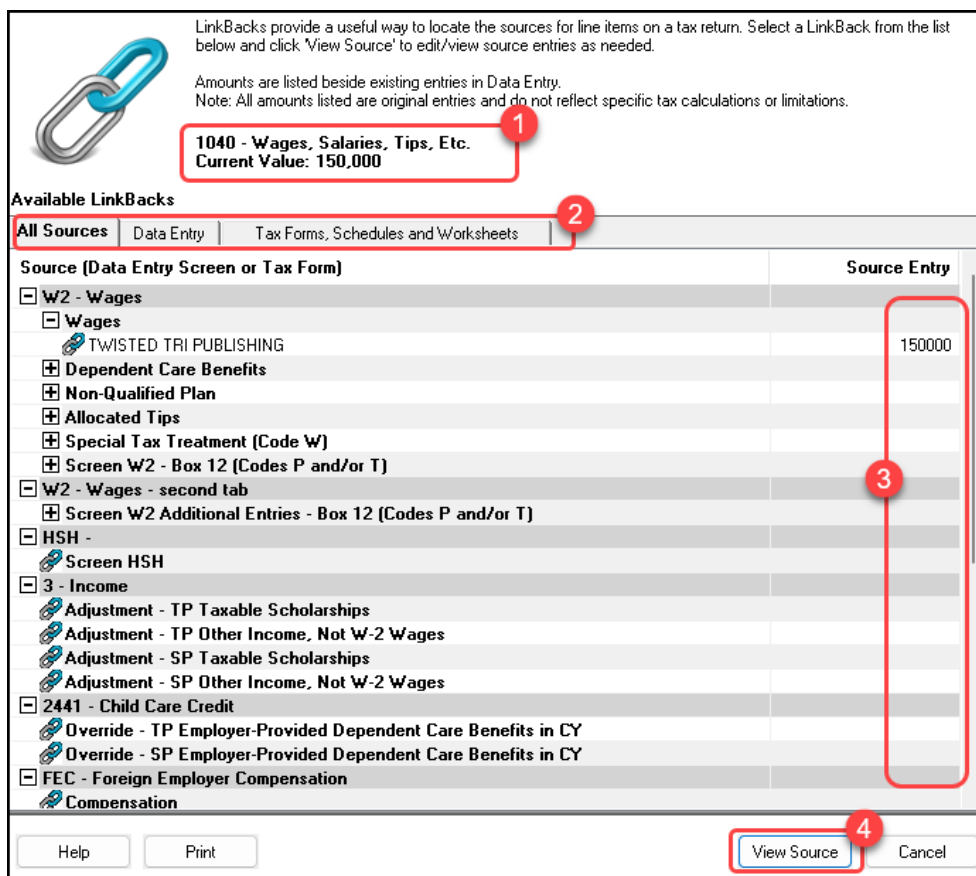 LinkBacks provide a useful way to locate the sources for line items on a tax return. Select a LinkBack from the list
below and click 'View Source' to edit/view source entries as needed.
Amounts are listed beside existing entries in Data Entry.
Note: All amounts listed are original entries and do not reflect specific tax calculations or limitations.
1
1040 - Wages, Salaries, Tips, Etc.
Current Value: 150,000
Available LinkBacks
2
All Sources Data Entry Tax Forms, Schedules and Worksheets
Source (Data Entry Screen or Tax Form) Source Entry
W2 - Wages
Wages
TWISTED TRI PUBLISHING 150000
Dependent Care Benefits
Non-Qualified Plan
Allocated Tips
Special Tax Treatment (Code W)
Screen W2 - Box 12 (Codes P and/or T)
3
W2 - Wages - second tab
Screen W2 Additional Entries - Box 12 (Codes P and/or T)
HSH -
Screen HSH
3 - Income
Adjustment - TP Taxable Scholarships
Adjustment - TP Other Income, Not W-2 Wages
Adjustment - SP Taxable Scholarships
Adjustment - SP Other Income, Not W-2 Wages
2441 - Child Care Credit
Override - TP Employer-Provided Dependent Care Benefits in CY
Override - SP Employer-Provided Dependent Care Benefits in CY
FEC - Foreign Employer Compensation
Compensation
4
Help Print View Source Cancel